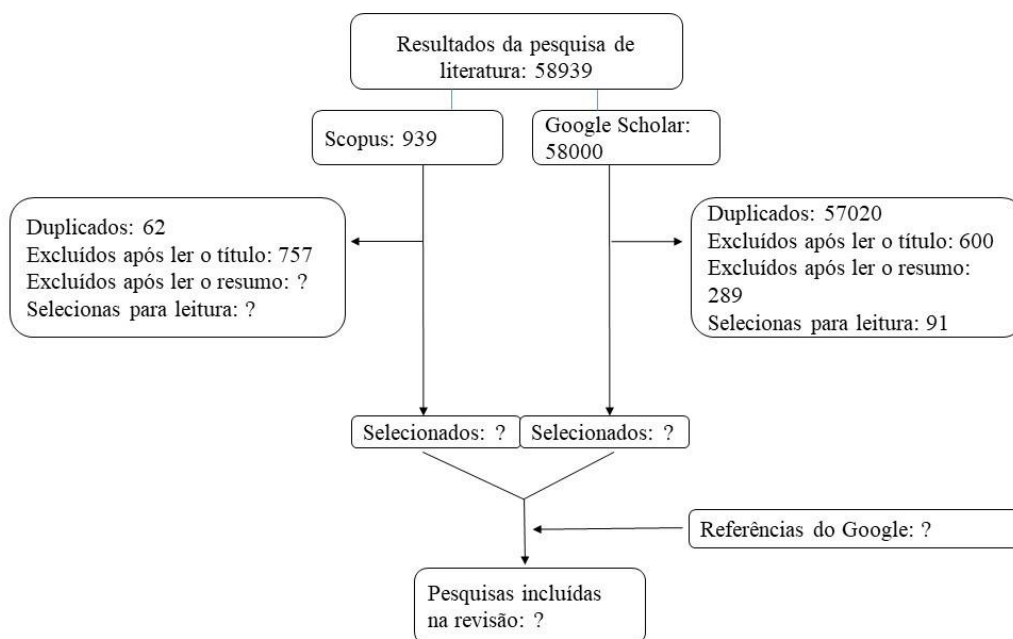 Resultados da pesquisa de
literatura: 58939
Scopus: 939
Google Scholar:
58000
Duplicados: 62
Excluídos após ler o título: 757
Excluídos após ler o resumo: ?
Selecionas para leitura: ?
Duplicados: 57020
Excluídos após ler o título: 600
Excluídos após ler o resumo:
289
Selecionas para leitura: 91
Selecionados: ?
Selecionados: ?
Referências do Google: ?
Pesquisas incluídas
na revisão: ?